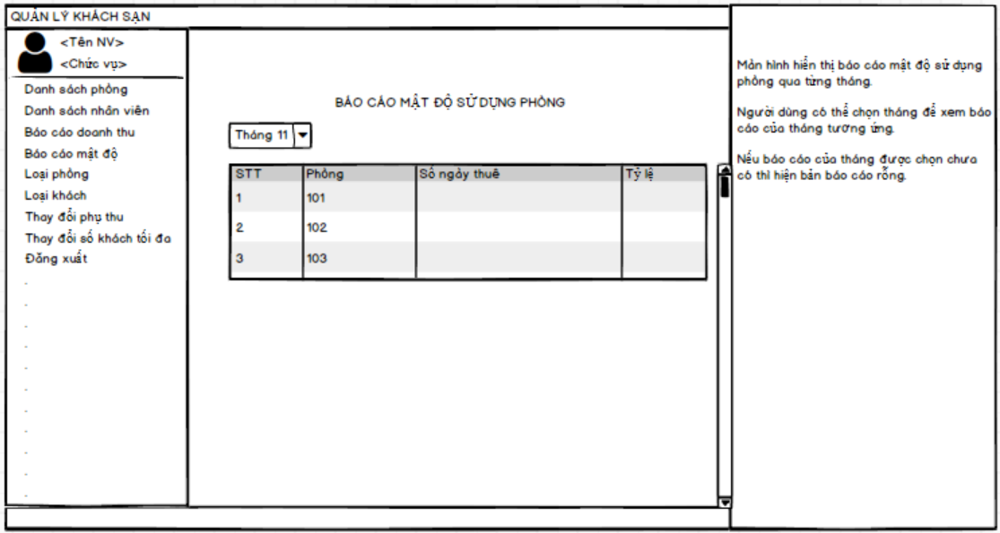 QUẢN LÝ KHÁCH SẠN
<Tên NV>
<Chức vụ>
Danh sách phòng
Danh sách nhân viên
Báo cáo doanh thu
Báo cáo mật độ
Loại phòng
Loại khách
Thay đổi phụ thu
Thay đổi số khách tối đa
Đăng xuất
BÁO CÁO MẬT ĐỘ SỬ DỤNG PHÒNG
Tháng 11
STT Phòng Số ngày thuê Tỷ lệ
1 101
2 102
3 103
Màn hình hiển thị báo cáo mật độ sử dụng
phòng qua từng tháng.
Người dùng có thể chọn tháng để xem báo
cáo của tháng tương ứng.
Nếu báo cáo của tháng được chọn chưa
có thì hiện bản báo cáo rỗng.